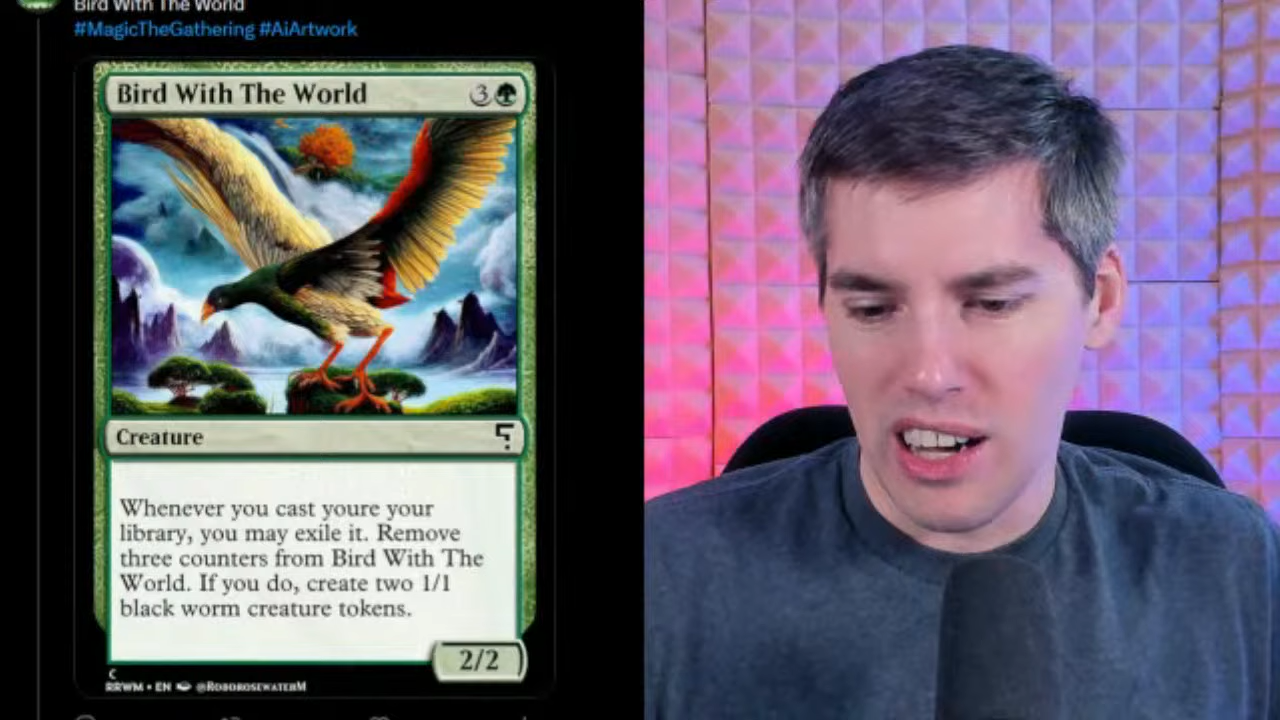 Bird With The World
#MagicTheGathering #AiArtwork
Bird With The World 3
Creature
Whenever you cast youre your
library, you may exile it. Remove
three counters from Bird With The
World. If you do, create two 1/1
black worm creature tokens.
2/2
C
RRWM • EN @ROBOROSEWATERM